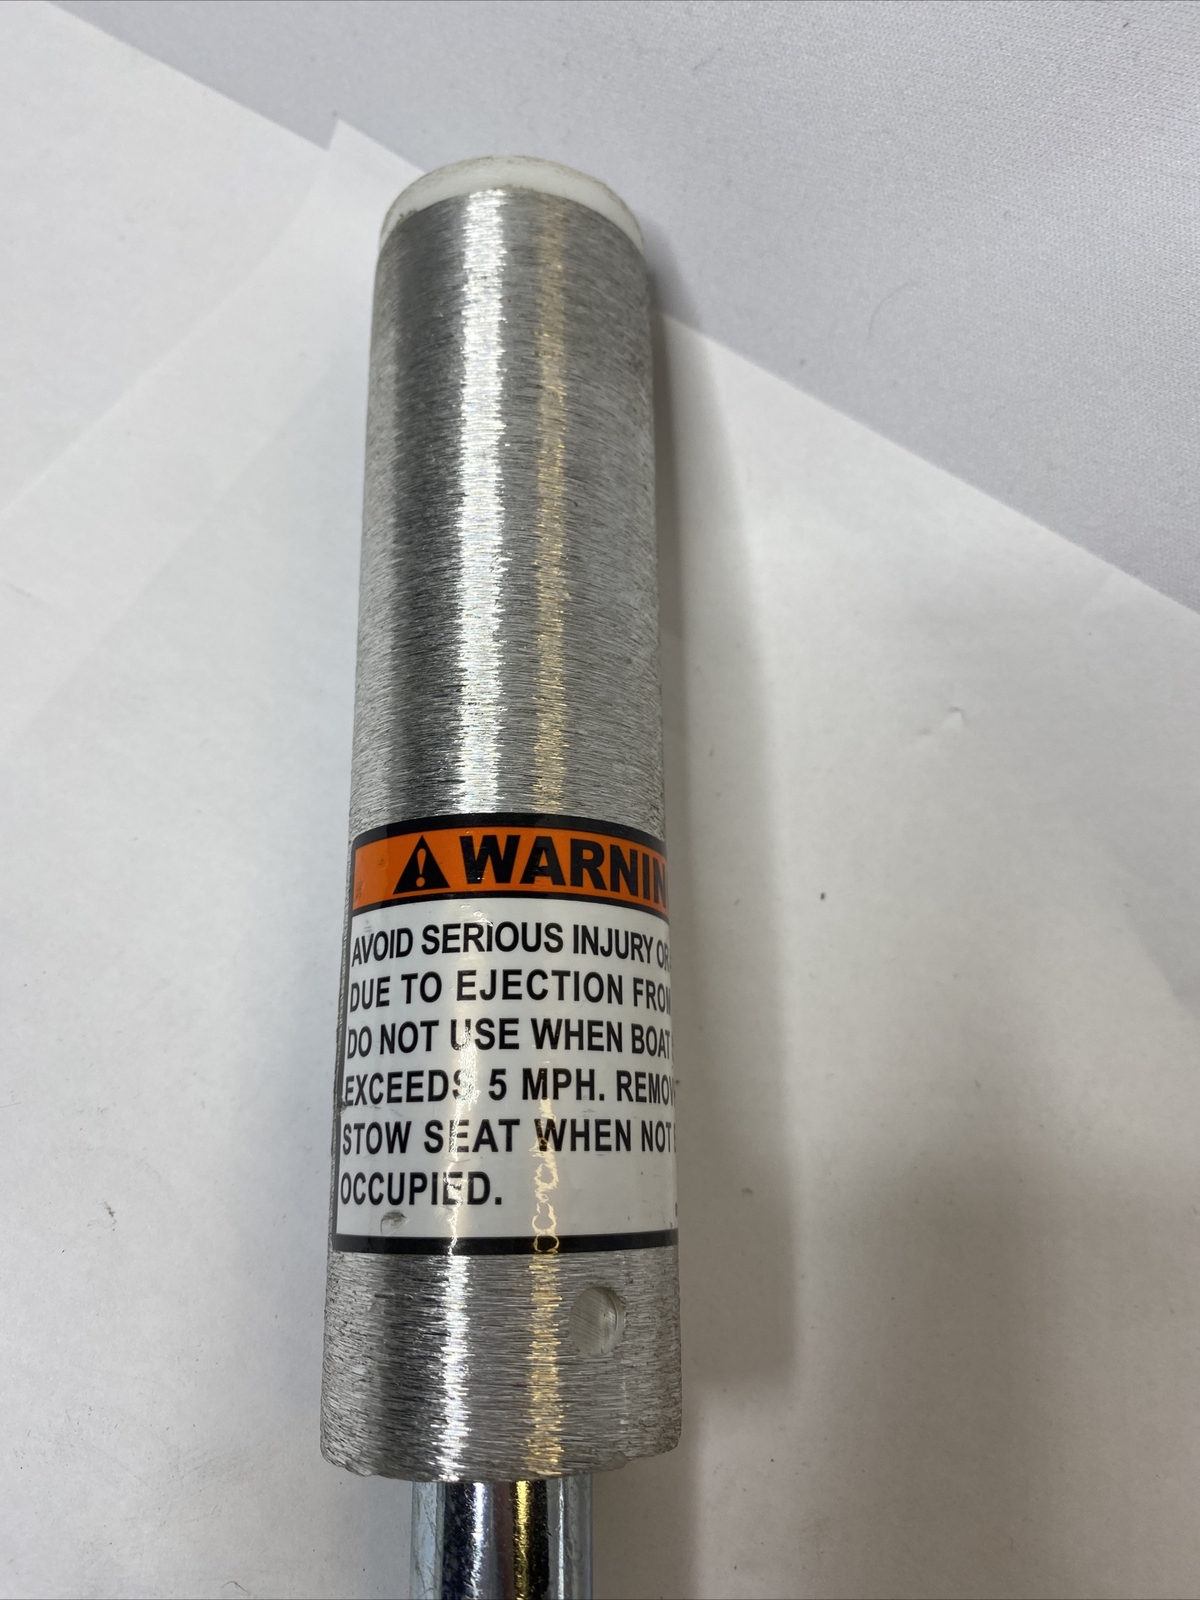 WARNIN
AVOID SERIOUS INJURY OR
DUE TO EJECTION FROM
DO NOT USE WHEN BOAT
EXCEEDS 5 MPH. REMOV
STOW SEAT WHEN NOT
OCCUPIED.